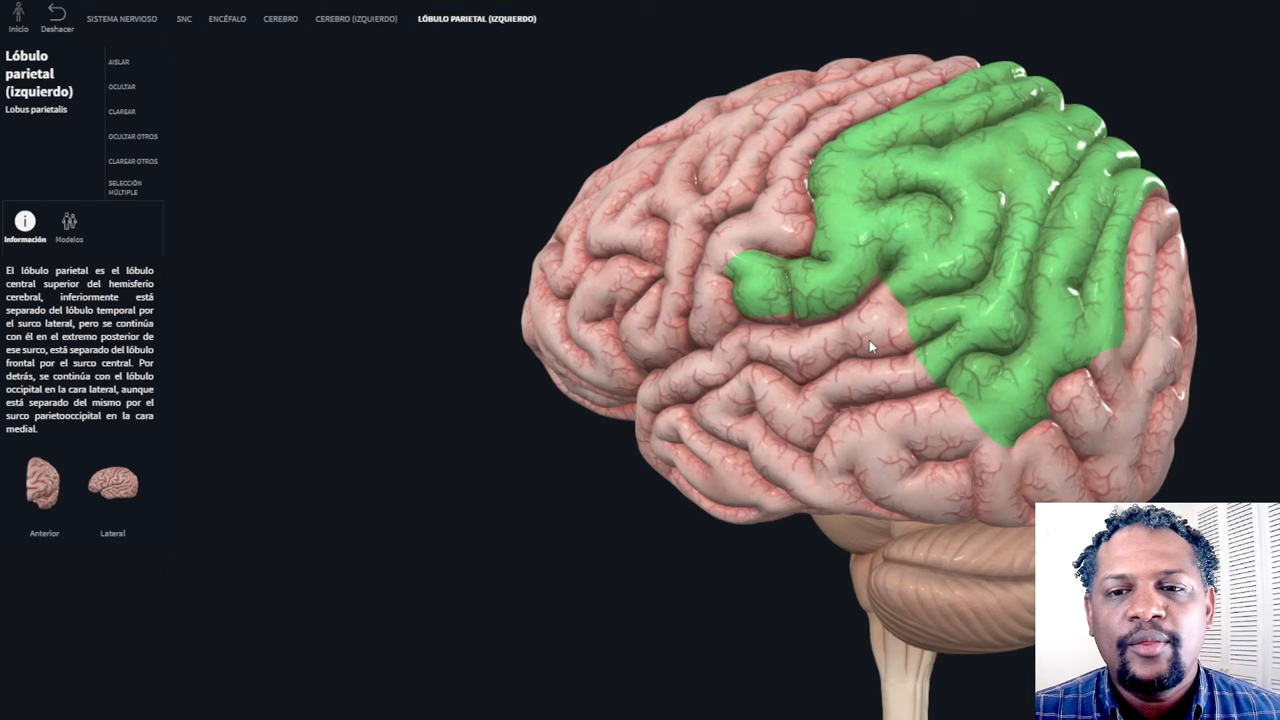 Inicio
Deshacer
SISTEMA NERVIOSO
SNC
ENCÉFALO
CEREBRO
CEREBRO (IZQUIERDO)
LÓBULO PARIETAL (IZQUIERDO)
Lóbulo
parietal
(izquierdo)
Lobus parietalis
AISLAR
OCULTAR
CLAREAR
OCULTAR OTROS
CLAREAR OTROS
SELECCIÓN
MÚLTIPLE
Información
Modelos
El lóbulo parietal es el lóbulo
central superior del hemisferio
cerebral, inferiormente está
separado del lóbulo temporal por
el surco lateral, pero se continúa
con él en el extremo posterior de
ese surco, está separado del lóbulo
frontal por el surco central. Por
detrás, se continúa con el lóbulo
occipital en la cara lateral, aunque
está separado del mismo por el
surco parietooccipital en la cara
medial.
Anterior
Lateral